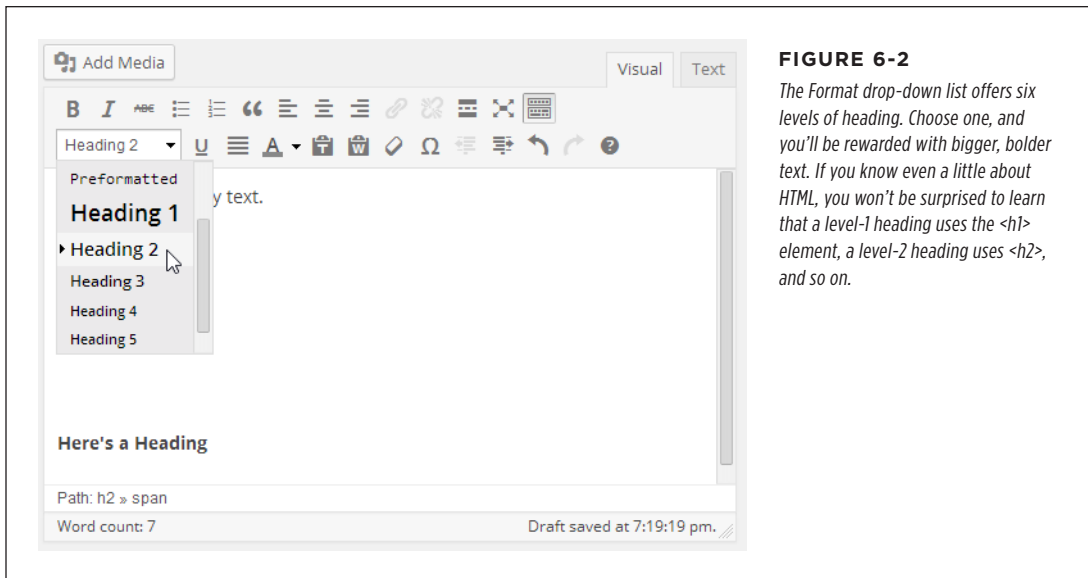 Add Media
Visual
Text
B I ABC
Heading 2
U A T W Ω ?
Preformatted
y text.
Heading 1
Heading 2
Heading 3
Heading 4
Heading 5
Here's a Heading
Path: h2 » span
Word count: 7
Draft saved at 7:19:19 pm.
FIGURE 6-2
The Format drop-down list offers six
levels of heading. Choose one, and
you'll be rewarded with bigger, bolder
text. If you know even a little about
HTML, you won't be surprised to learn
that a level-1 heading uses the <h1>
element, a level-2 heading uses <h2>,
and so on.